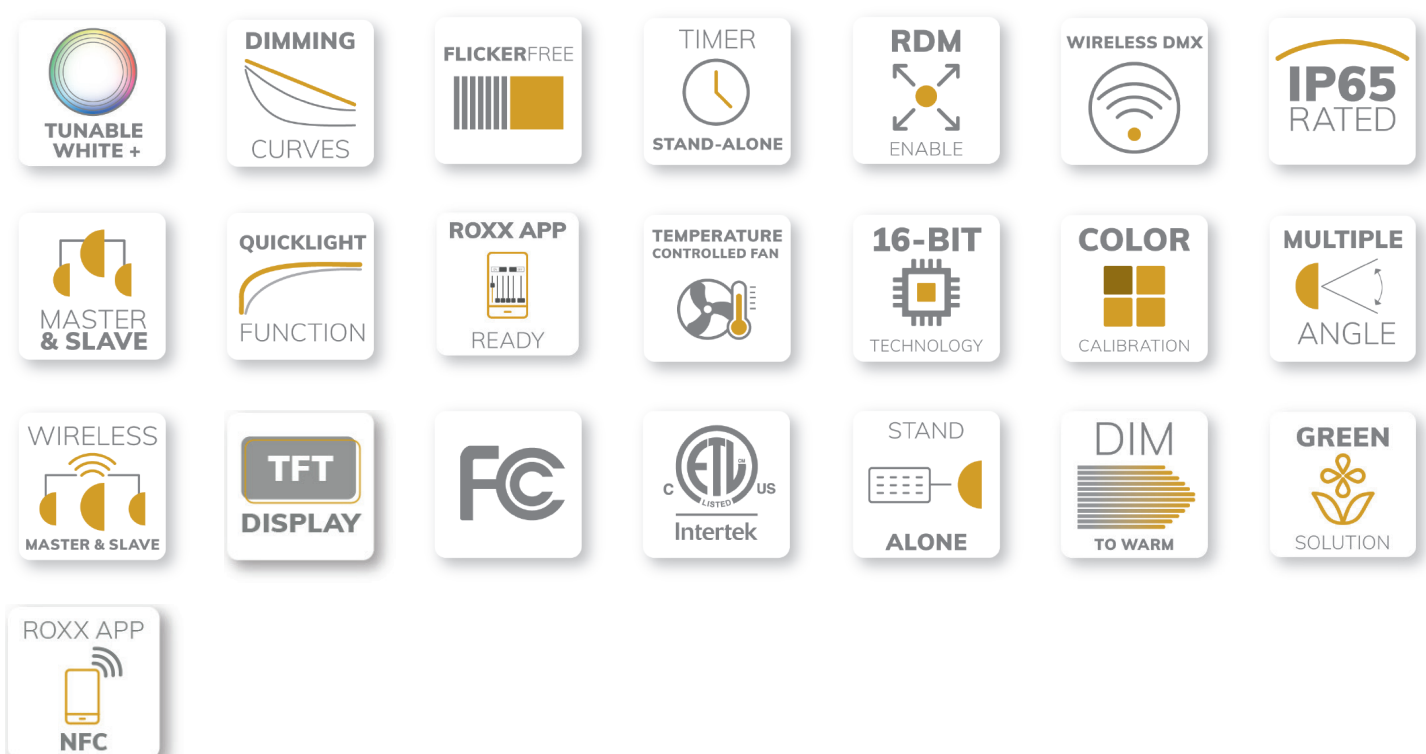 TUNABLE
WHITE +
DIMMING
CURVES
FLICKERFREE
TIMER
STAND-ALONE
RDM
ENABLE
WIRELESS DMX
IP65
RATED
MASTER
& SLAVE
QUICKLIGHT
FUNCTION
ROXX APP
READY
TEMPERATURE
CONTROLLED FAN
16-BIT
TECHNOLOGY
COLOR
CALIBRATION
MULTIPLE
ANGLE
WIRELESS
MASTER & SLAVE
TFT
DISPLAY
FC
ETL
CM
LISTED
C US
Intertek
STAND
ALONE
DIM
TO WARM
GREEN
SOLUTION
ROXX APP
NFC